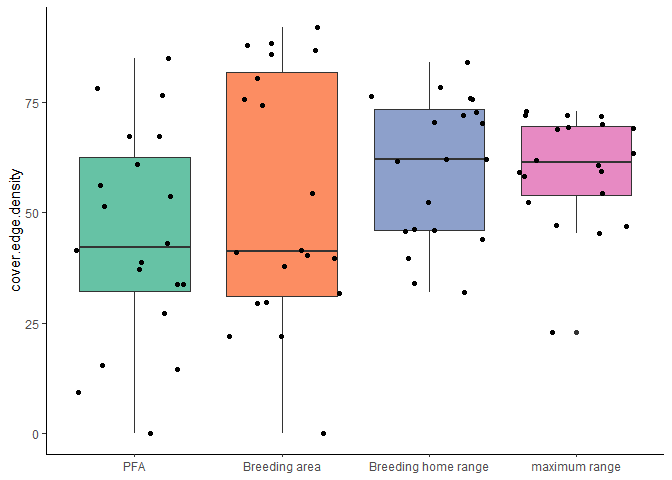 cover.edge.density
75
50
25
0
PFA
Breeding area
Breeding home range
maximum range